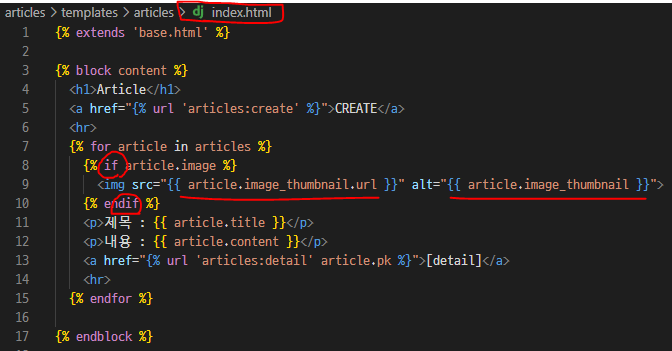 articles > templates > articles > dj index.html
1 {% extends 'base.html' %}
2
3 {% block content %}
4 <h1>Article</h1>
5 <a href="{% url 'articles:create' %}">CREATE</a>
6 <hr>
7 {% for article in articles %}
8 {% if article.image %}
9 <img src="{{ article.image_thumbnail.url }}" alt="{{ article.image_thumbnail }}">
10 {% endif %}
11 <p>제목 : {{ article.title }}</p>
12 <p>내용 : {{ article.content }}</p>
13 <a href="{% url 'articles:detail' article.pk %}">[detail]</a>
14 <hr>
15 {% endfor %}
16
17 {% endblock %}